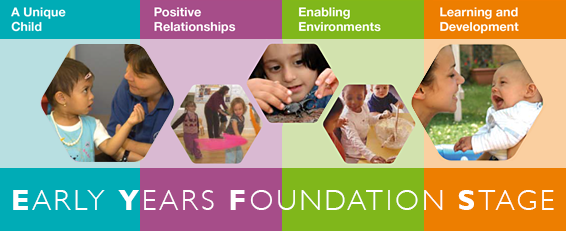 A Unique
Child
Positive
Relationships
Enabling
Environments
Learning and
Development
EARLY YEARS FOUNDATION STAGE